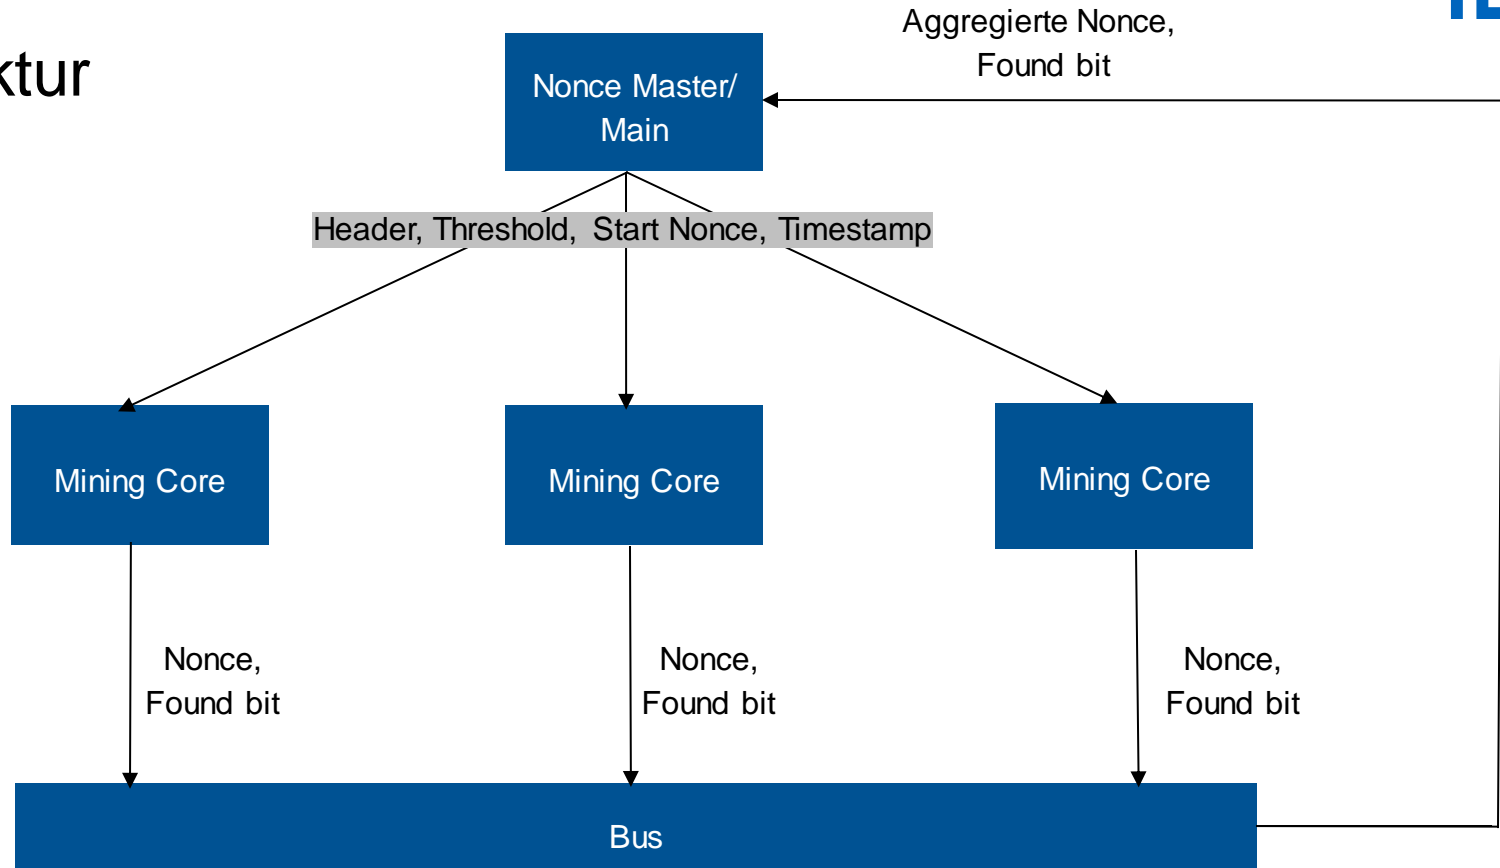 Aggregierte Nonce,
Found bit
ktur
Nonce Master/
Main
Header, Threshold, Start Nonce, Timestamp
Mining Core
Mining Core
Mining Core
Nonce,
Found bit
Nonce,
Found bit
Nonce,
Found bit
Bus